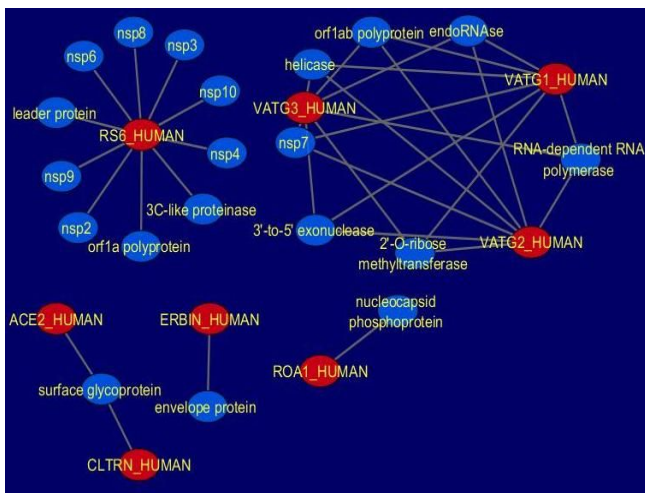 nsp8
nsp6
nsp3
leader protein
nsp10
RS6_HUMAN
nsp4
nsp9
3C-like proteinase
nsp2
orf1a polyprotein
orf1ab polyprotein
endoRNAse
helicase
VATG1_HUMAN
VATG3_HUMAN
nsp7
RNA-dependent RNA
polymerase
3'-to-5' exonuclease
2'-O-ribose
methyltransferase
VATG2_HUMAN
ACE2_HUMAN
ERBIN_HUMAN
nucleocapsid
phosphoprotein
ROA1_HUMAN
surface glycoprotein
envelope protein
CLTRN_HUMAN